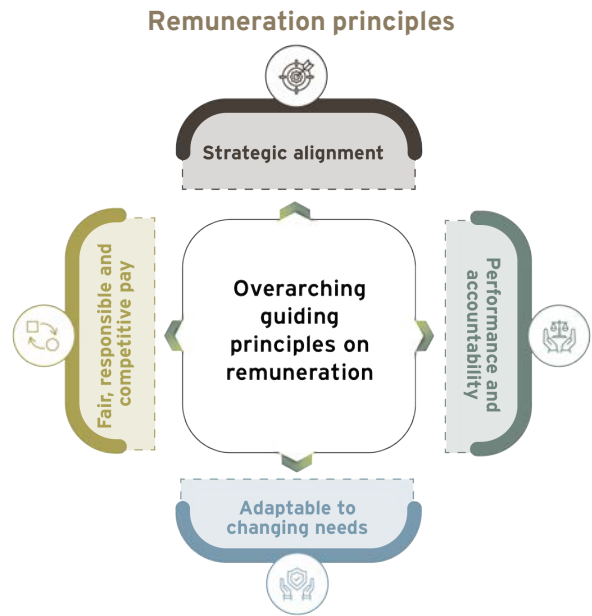 Remuneration principles
Strategic alignment
Fair, responsible and
competitive pay
Overarching
guiding
principles on
remuneration
Performance and
accountability
Adaptable to
changing needs